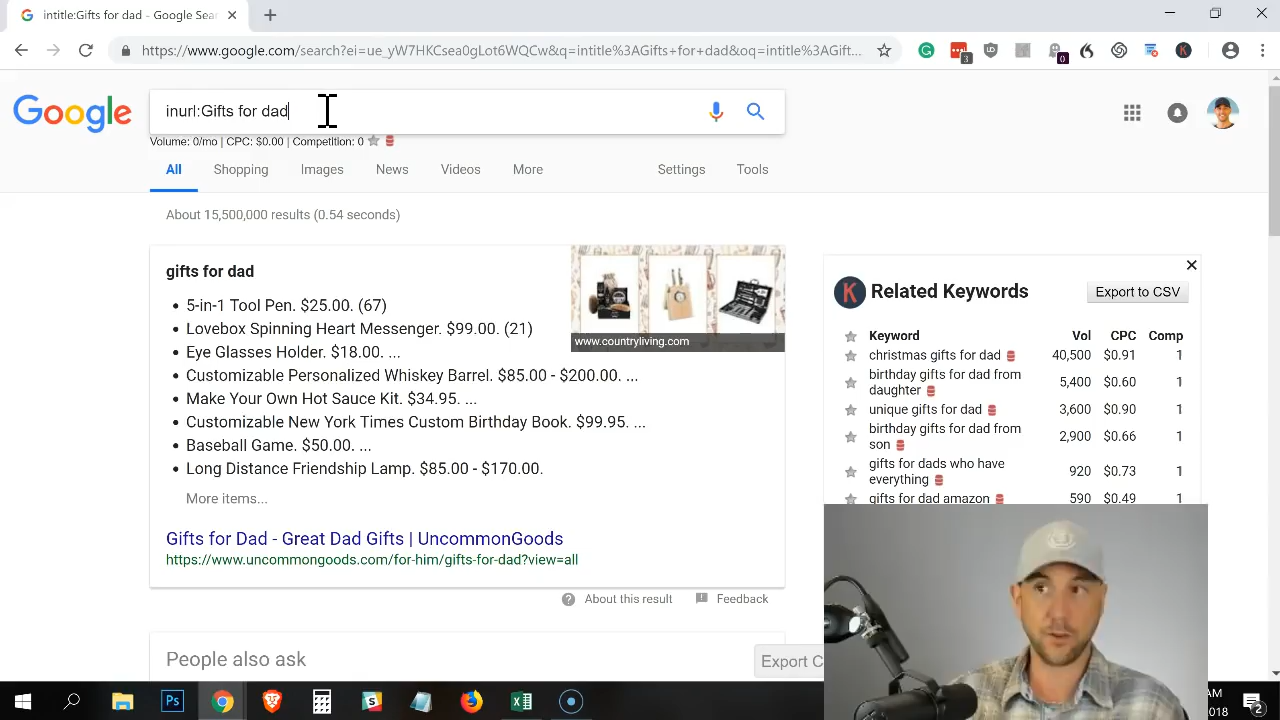 intitle:Gifts for dad - Google Sear
https://www.google.com/search?ei=ue_yW7HKCsea0gLot6WQCw&q=intitle%3AGifts+for+dad&oq=intitle%3AGift...
3
0
Google
inurl:Gifts for dad
Volume: 0/mo | CPC: $0.00 | Competition: 0
All Shopping Images News Videos More Settings Tools
About 15,500,000 results (0.54 seconds)
gifts for dad
• 5-in-1 Tool Pen. $25.00. (67)
• Lovebox Spinning Heart Messenger. $99.00. (21)
• Eye Glasses Holder. $18.00. ...
• Customizable Personalized Whiskey Barrel. $85.00 - $200.00. ...
• Make Your Own Hot Sauce Kit. $34.95. ...
• Customizable New York Times Custom Birthday Book. $99.95. ...
• Baseball Game. $50.00. ...
• Long Distance Friendship Lamp. $85.00 - $170.00.
More items...
www.countryliving.com
Gifts for Dad - Great Dad Gifts | UncommonGoods
https://www.uncommongoods.com/for-him/gifts-for-dad?view=all
About this result Feedback
People also ask
Export C
K Related Keywords Export to CSV
Keyword Vol CPC Comp
christmas gifts for dad 40,500 $0.91 1
birthday gifts for dad from
daughter 5,400 $0.60 1
unique gifts for dad 3,600 $0.90 1
birthday gifts for dad from
son 2,900 $0.66 1
gifts for dads who have
everything 920 $0.73 1
gifts for dad amazon 590 $0.49 1
Ps
AM
2018
2